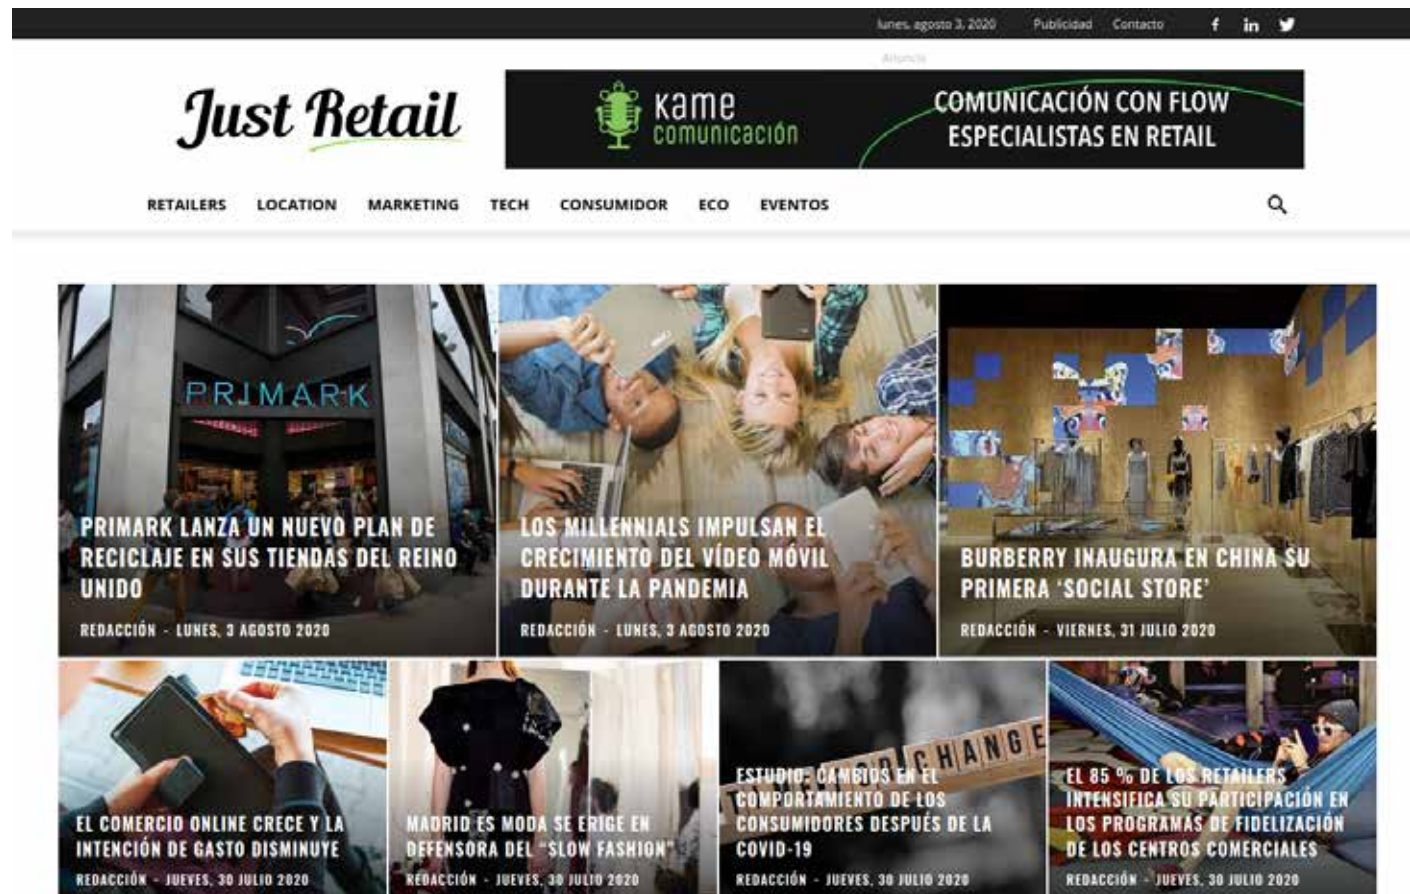 lunes, agosto 3, 2020 Publicidad Contacto f in
Anuncio
Just Retail
kame
comunicación
COMUNICACIÓN CON FLOW
ESPECIALISTAS EN RETAIL
RETAILERS LOCATION MARKETING TECH CONSUMIDOR ECO EVENTOS
PRIMARK
PRIMARK LANZA UN NUEVO PLAN DE
RECICLAJE EN SUS TIENDAS DEL REINO
UNIDO
REDACCIÓN - LUNES, 3 AGOSTO 2020
LOS MILLENNIALS IMPULSAN EL
CRECIMIENTO DEL VÍDEO MÓVIL
DURANTE LA PANDEMIA
REDACCIÓN - LUNES, 3 AGOSTO 2020
BURBERRY INAUGURA EN CHINA SU
PRIMERA ‘SOCIAL STORE’
REDACCIÓN - VIERNES, 31 JULIO 2020
EL COMERCIO ONLINE CRECE Y LA
INTENCIÓN DE GASTO DISMINUYE
REDACCIÓN - JUEVES, 30 JULIO 2020
MADRID ES MODA SE ERIGE EN
DEFENSORA DEL “SLOW FASHION”
REDACCIÓN - JUEVES, 30 JULIO 2020
CHANGE
ESTUDIO: CAMBIOS EN EL
COMPORTAMIENTO DE LOS
CONSUMIDORES DESPUÉS DE LA
COVID-19
REDACCIÓN - JUEVES, 30 JULIO 2020
EL 85 % DE LOS RETAILERS
INTENSIFICA SU PARTICIPACIÓN EN
LOS PROGRAMAS DE FIDELIZACIÓN
DE LOS CENTROS COMERCIALES
REDACCIÓN - JUEVES, 30 JULIO 2020